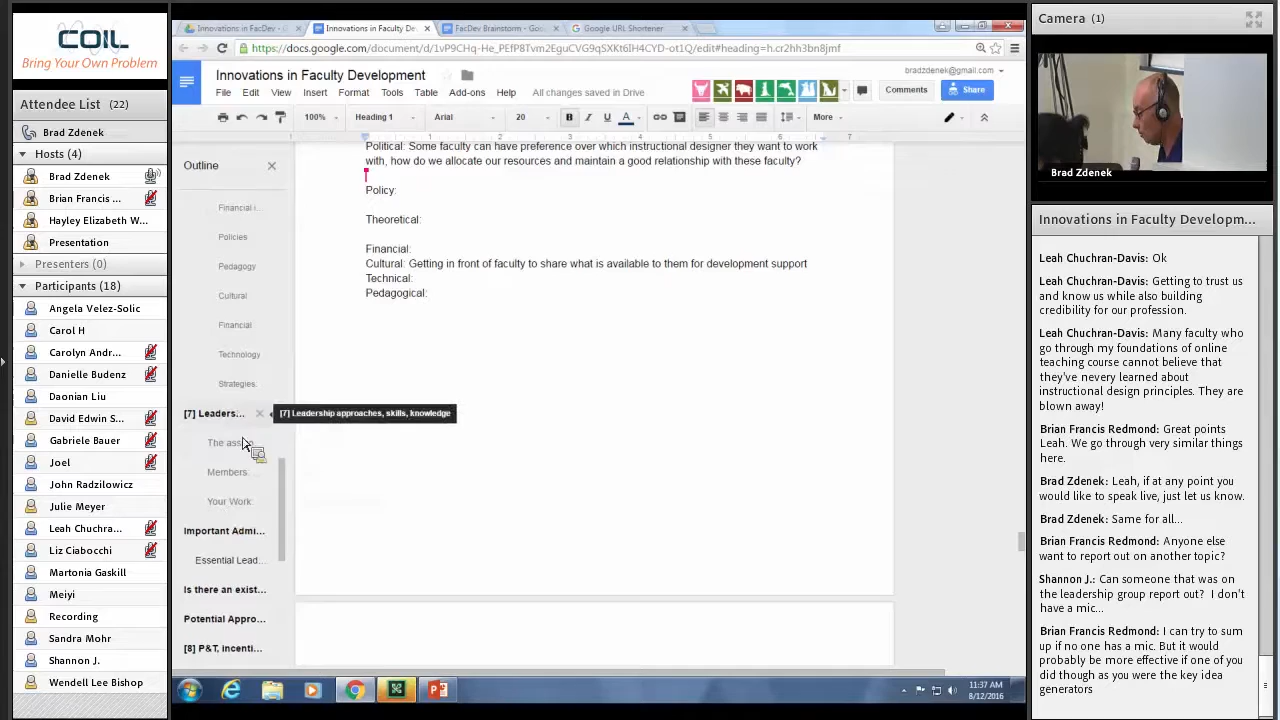 COIL
Bring Your Own Problem
Attendee List (22)
Brad Zdenek
Hosts (4)
Brad Zdenek
Brian Francis ...
Hayley Elizabeth W...
Presentation
Presenters (0)
Participants (18)
Angela Velez-Solic
Carol H
Carolyn Andr...
Danielle Budenz
Daonian Liu
David Edwin S...
Gabriele Bauer
Joel
John Radzilowicz
Julie Meyer
Leah Chuchra...
Liz Ciabocchi
Martonia Gaskill
Meiyi
Recording
Sandra Mohr
Shannon J.
Wendell Lee Bishop
Innovations in FacDev -
Innovations in Faculty De
FacDev Brainstorm - Goo
Google URL Shortener
Innovations in Faculty Development
bradzdenek@gmail.com
File Edit View Insert Format Tools Table Add-ons Help All changes saved in Drive
Comments
Share
100% Heading 1 Arial 20 B I U A More
1 1 2 3 4 5 6 7
Outline
Financial i...
Policies
Pedagogy
Cultural
Financial
Technology
Strategies.
[7] Leaders...
[7] Leadership approaches, skills, knowledge
Members:
Your Work:
Important Admi...
Essential Lead...
Is there an exist...
Potential Appro...
[8] P&T, incenti...
Political: Some faculty can have preference over which instructional designer they want to work
with, how do we allocate our resources and maintain a good relationship with these faculty?
Policy:
Theoretical:
Financial:
Cultural: Getting in front of faculty to share what is available to them for development support
Technical:
Pedagogical:
11:37 AM
8/12/2016
Camera (1)
Brad Zdenek
Innovations in Faculty Developm...
Leah Chuchran-Davis: Ok
Leah Chuchran-Davis: Getting to trust us
and know us while also building
credibility for our profession.
Leah Chuchran-Davis: Many faculty who
go through my foundations of online
teaching course cannot believe that
they've nevery learned about
instructional design principles. They are
blown away!
Brian Francis Redmond: Great points
Leah. We go through very similar things
here.
Brad Zdenek: Leah, if at any point you
would like to speak live, just let us know.
Brad Zdenek: Same for all...
Brian Francis Redmond: Anyone else
want to report out on another topic?
Shannon J.: Can someone that was on
the leadership group report out? I don't
have a mic...
Brian Francis Redmond: I can try to sum
up if no one has a mic. But it would
probably be more effective if one of you
did thoughas you were the key idea
generators